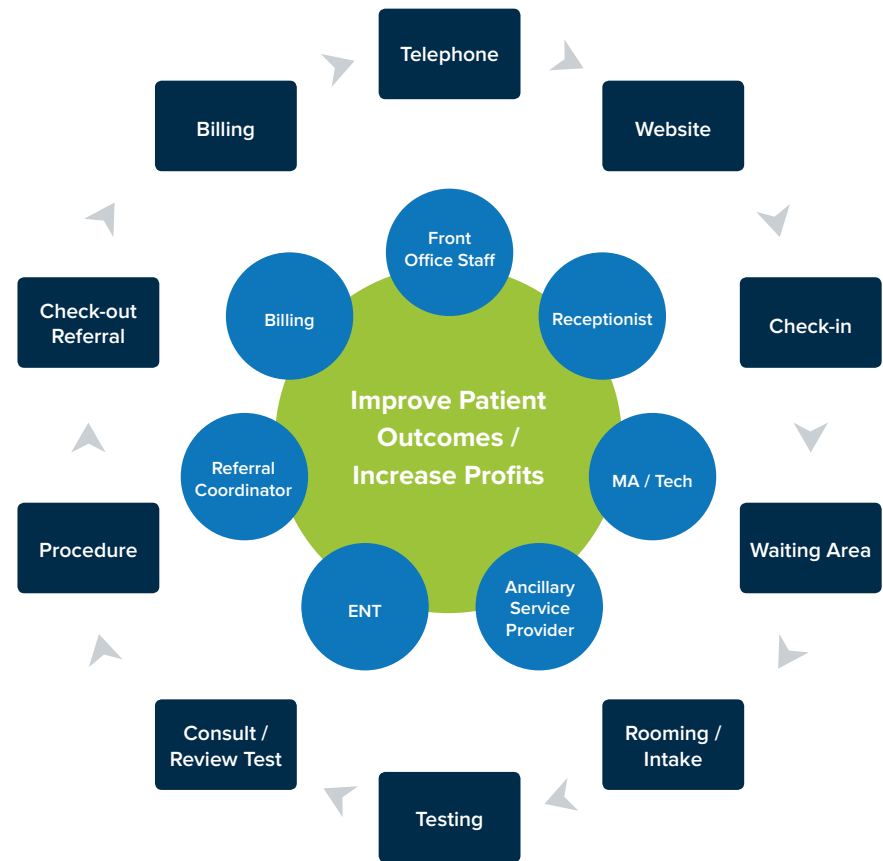 Telephone
Website
Check-in
Waiting Area
Rooming /
Intake
Testing
Consult /
Review Test
Procedure
Check-out
Referral
Billing
Front
Office Staff
Receptionist
MA / Tech
Ancillary
Service
Provider
ENT
Referral
Coordinator
Billing
Improve Patient
Outcomes /
Increase Profits